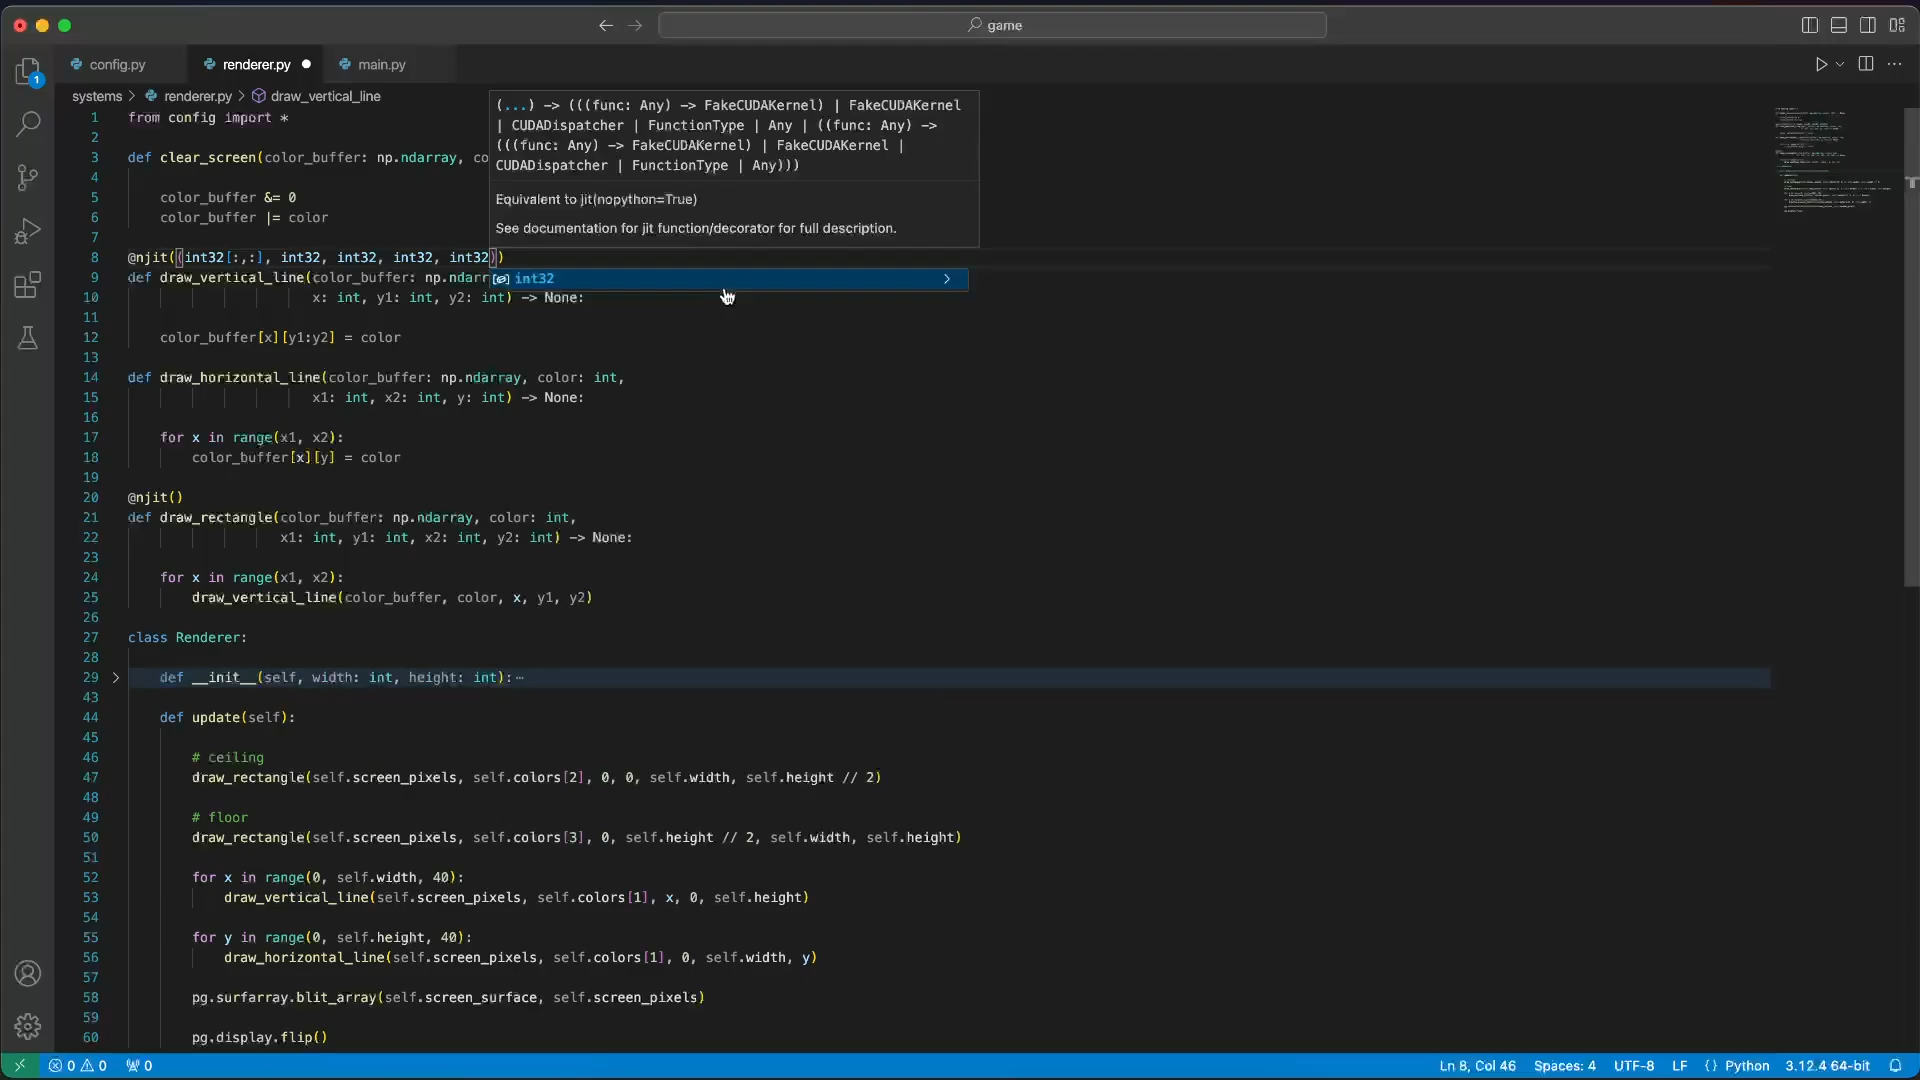 game
config.py
renderer.py
main.py
systems > renderer.py > draw_vertical_line
1 from config import *
2
3 def clear_screen(color_buffer: np.ndarray, co
4
5 color_buffer &= 0
6 color_buffer |= color
7
8 @njit((int32[:,:], int32, int32, int32, int32))
9 def draw_vertical_line(color_buffer: np.ndarr
10 x: int, y1: int, y2: int) -> None:
11
12 color_buffer[x][y1:y2] = color
13
14 def draw_horizontal_line(color_buffer: np.ndarray, color: int,
15 x1: int, x2: int, y: int) -> None:
16
17 for x in range(x1, x2):
18 color_buffer[x][y] = color
19
20 @njit()
21 def draw_rectangle(color_buffer: np.ndarray, color: int,
22 x1: int, y1: int, x2: int, y2: int) -> None:
23
24 for x in range(x1, x2):
25 draw_vertical_line(color_buffer, color, x, y1, y2)
26
27 class Renderer:
28
29 def __init__(self, width: int, height: int):
43
44 def update(self):
45
46 # ceiling
47 draw_rectangle(self.screen_pixels, self.colors[2], 0, 0, self.width, self.height // 2)
48
49 # floor
50 draw_rectangle(self.screen_pixels, self.colors[3], 0, self.height // 2, self.width, self.height)
51
52 for x in range(0, self.width, 40):
53 draw_vertical_line(self.screen_pixels, self.colors[1], x, 0, self.height)
54
55 for y in range(0, self.height, 40):
56 draw_horizontal_line(self.screen_pixels, self.colors[1], 0, self.width, y)
57
58 pg.surfarray.blit_array(self.screen_surface, self.screen_pixels)
59
60 pg.display.flip()
(...) -> (((func: Any) -> FakeCUDAKernel) | FakeCUDAKernel
| CUDADispatcher | FunctionType | Any | ((func: Any) ->
(((func: Any) -> FakeCUDAKernel) | FakeCUDAKernel |
CUDADispatcher | FunctionType | Any)))
Equivalent to jit(nopython=True)
See documentation for jit function/decorator for full description.
int32
1
0 0 0
Ln 8, Col 46 Spaces: 4 UTF-8 LF {} Python 3.12.4 64-bit